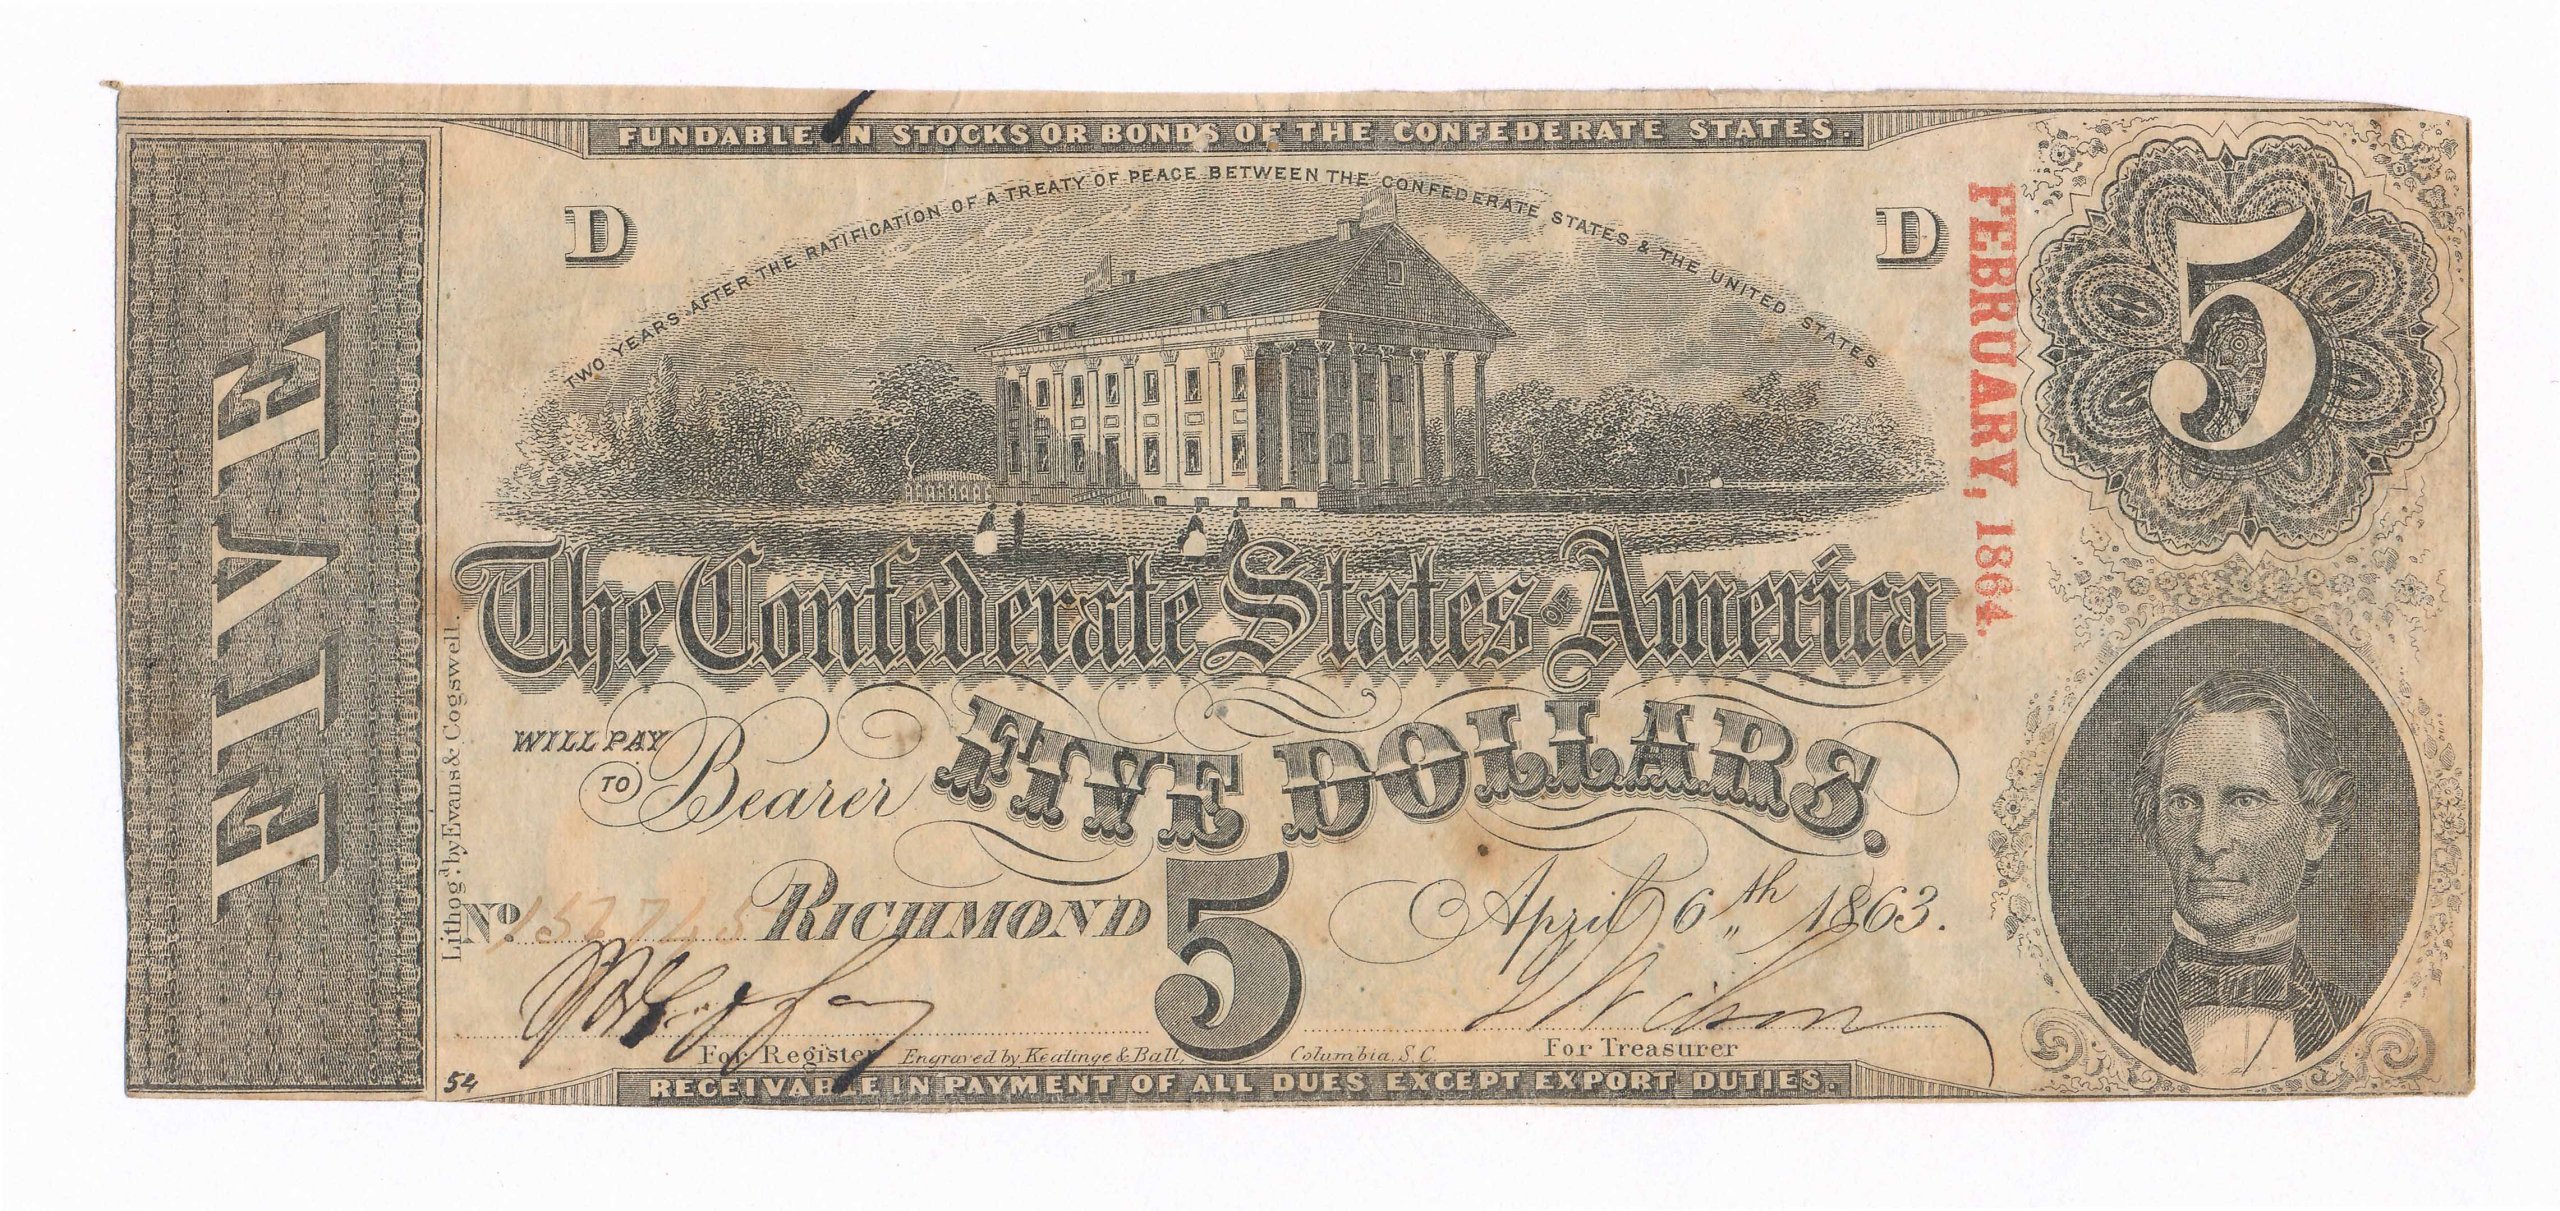 FUNDABLE IN STOCKS OR BONDS OF THE CONFEDERATE STATES.
TWO YEARS AFTER THE RATIFICATION OF A TREATY OF PEACE BETWEEN THE CONFEDERATE STATES & THE UNITED STATES
D
D
FEBRUARY, 1864.
5
FIVE
The Confederate States OF America
WILL PAY
TO Bearer FIVE DOLLARS.
No. RICHMOND 5 April 6th 1863.
Wilson
For Register
For Treasurer
Engraved by Keatinge & Ball, Columbia, S.C.
Lithogd. by Evans & Cogswell.
54
RECEIVABLE IN PAYMENT OF ALL DUES EXCEPT EXPORT DUTIES.